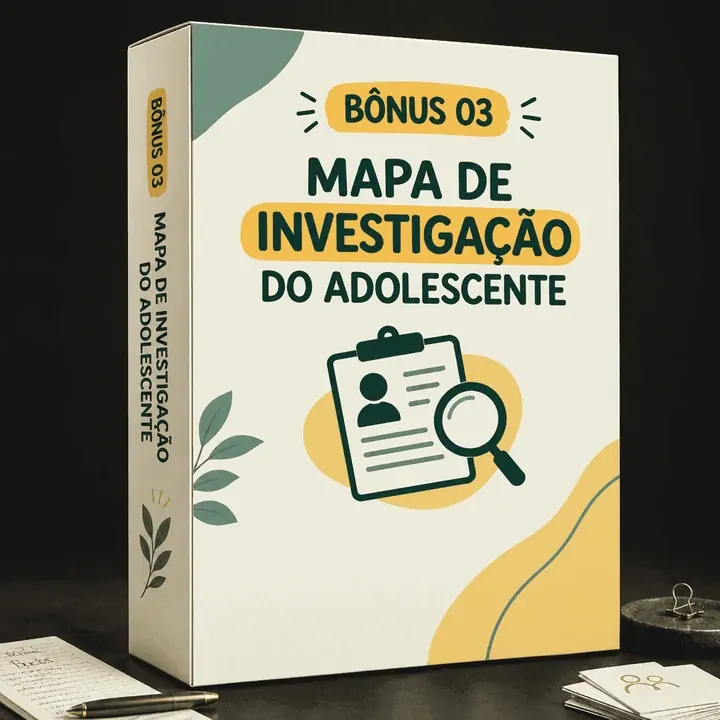 BÔNUS 03
MAPA DE INVESTIGAÇÃO
DO ADOLESCENTE
BÔNUS 03
MAPA DE
INVESTIGAÇÃO
DO ADOLESCENTE